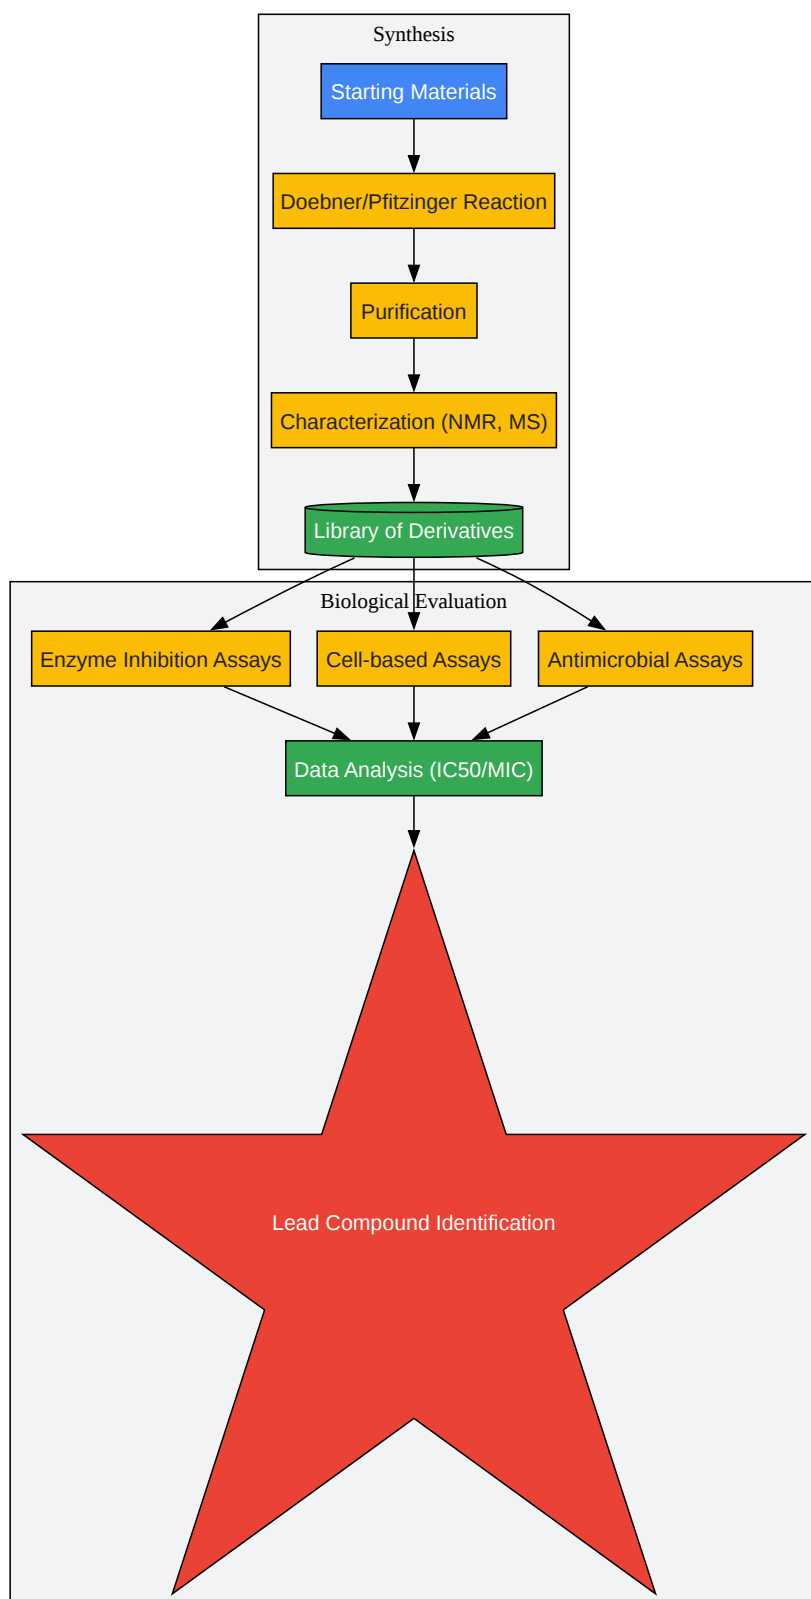 Synthesis
Starting Materials
Doebner/Pfitzinger Reaction
Purification
Characterization (NMR, MS)
Library of Derivatives
Biological Evaluation
Enzyme Inhibition Assays
Cell-based Assays
Antimicrobial Assays
Data Analysis (IC50/MIC)
Lead Compound Identification